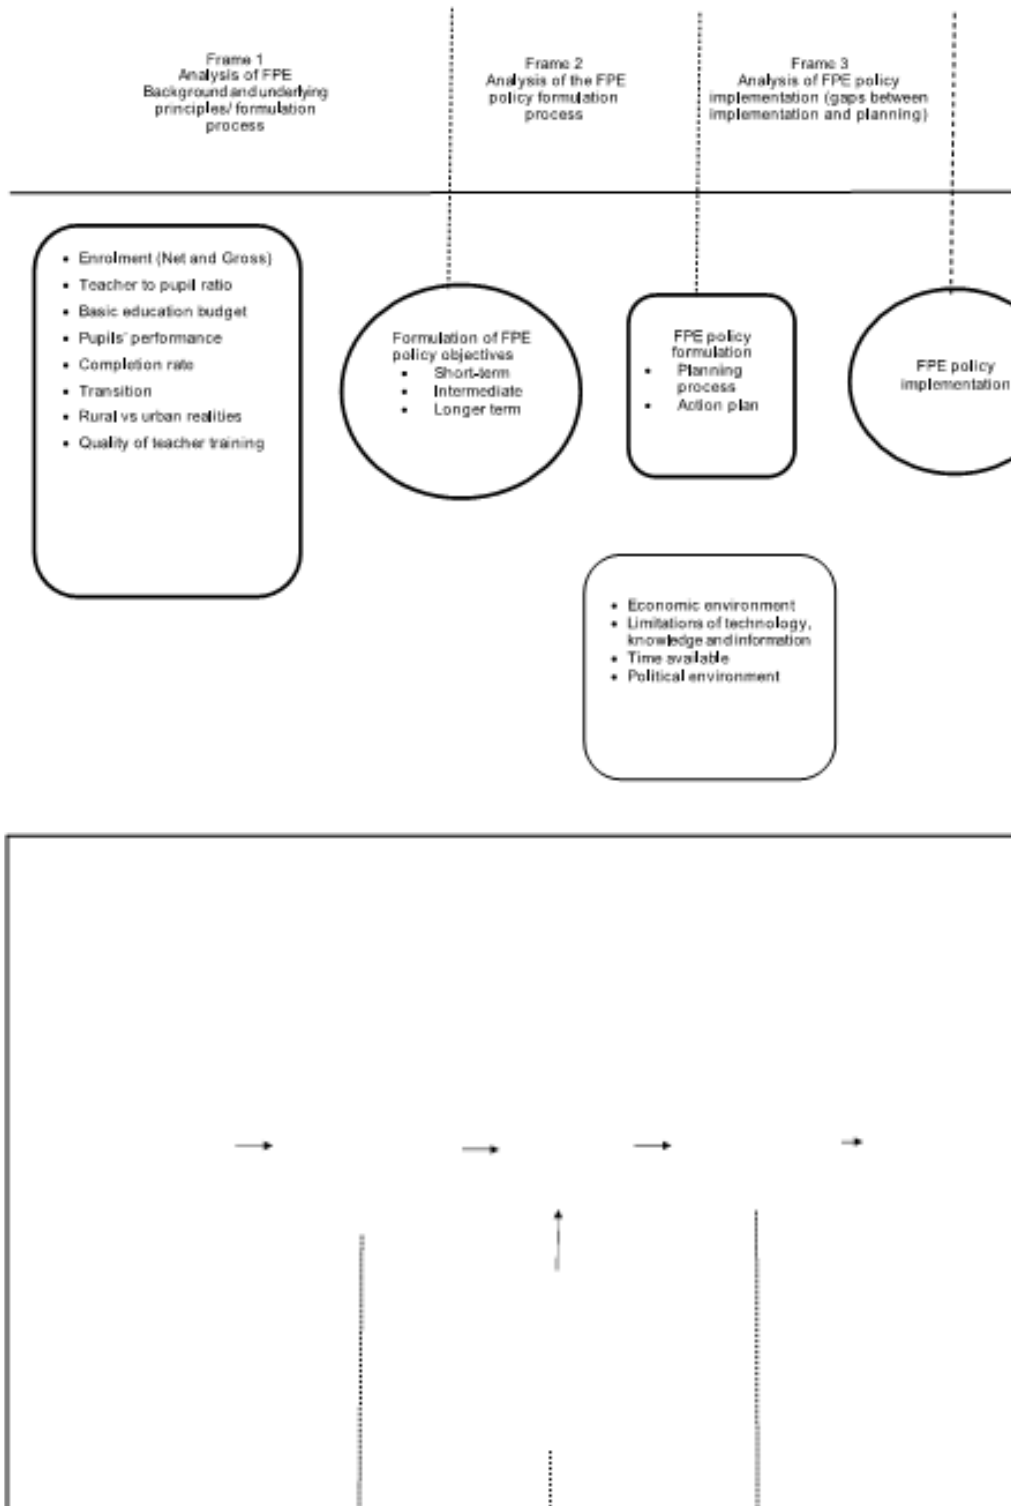 Frame 1
Analysis of FPE
Background and underlying
principles/ formulation
process
Frame 2
Analysis of the FPE
policy formulation
process
Frame 3
Analysis of FPE policy
implementation (gaps between
implementation and planning)
• Enrolment (Net and Gross)
• Teacher to pupil ratio
• Basic education budget
• Pupils' performance
• Completion rate
• Transition
• Rural vs urban realities
• Quality of teacher training
Formulation of FPE
policy objectives
• Short-term
• Intermediate
• Longer term
FPE policy
formulation
• Planning
process
• Action plan
FPE policy
implementation
• Economic environment
• Limitations of technology,
knowledge and information
• Time available
• Political environment